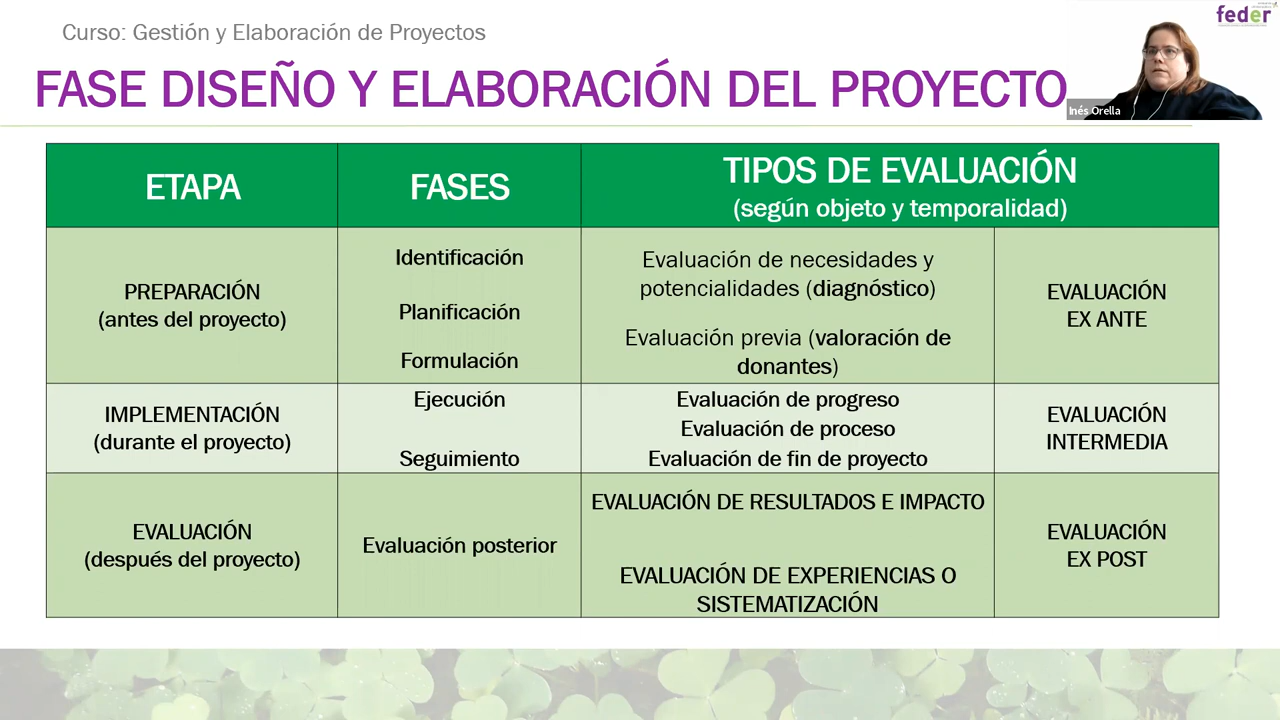 Curso: Gestión y Elaboración de Proyectos
feder
FASE DISEÑO Y ELABORACIÓN DEL PROYECTO
Inés Orella
ETAPA
FASES
TIPOS DE EVALUACIÓN
(según objeto y temporalidad)
PREPARACIÓN
(antes del proyecto)
Identificación
Planificación
Formulación
Evaluación de necesidades y
potencialidades (diagnóstico)
Evaluación previa (valoración de
donantes)
EVALUACIÓN
EX ANTE
IMPLEMENTACIÓN
(durante el proyecto)
Ejecución
Seguimiento
Evaluación de progreso
Evaluación de proceso
Evaluación de fin de proyecto
EVALUACIÓN
INTERMEDIA
EVALUACIÓN
(después del proyecto)
Evaluación posterior
EVALUACIÓN DE RESULTADOS E IMPACTO
EVALUACIÓN DE EXPERIENCIAS O
SISTEMATIZACIÓN
EVALUACIÓN
EX POST